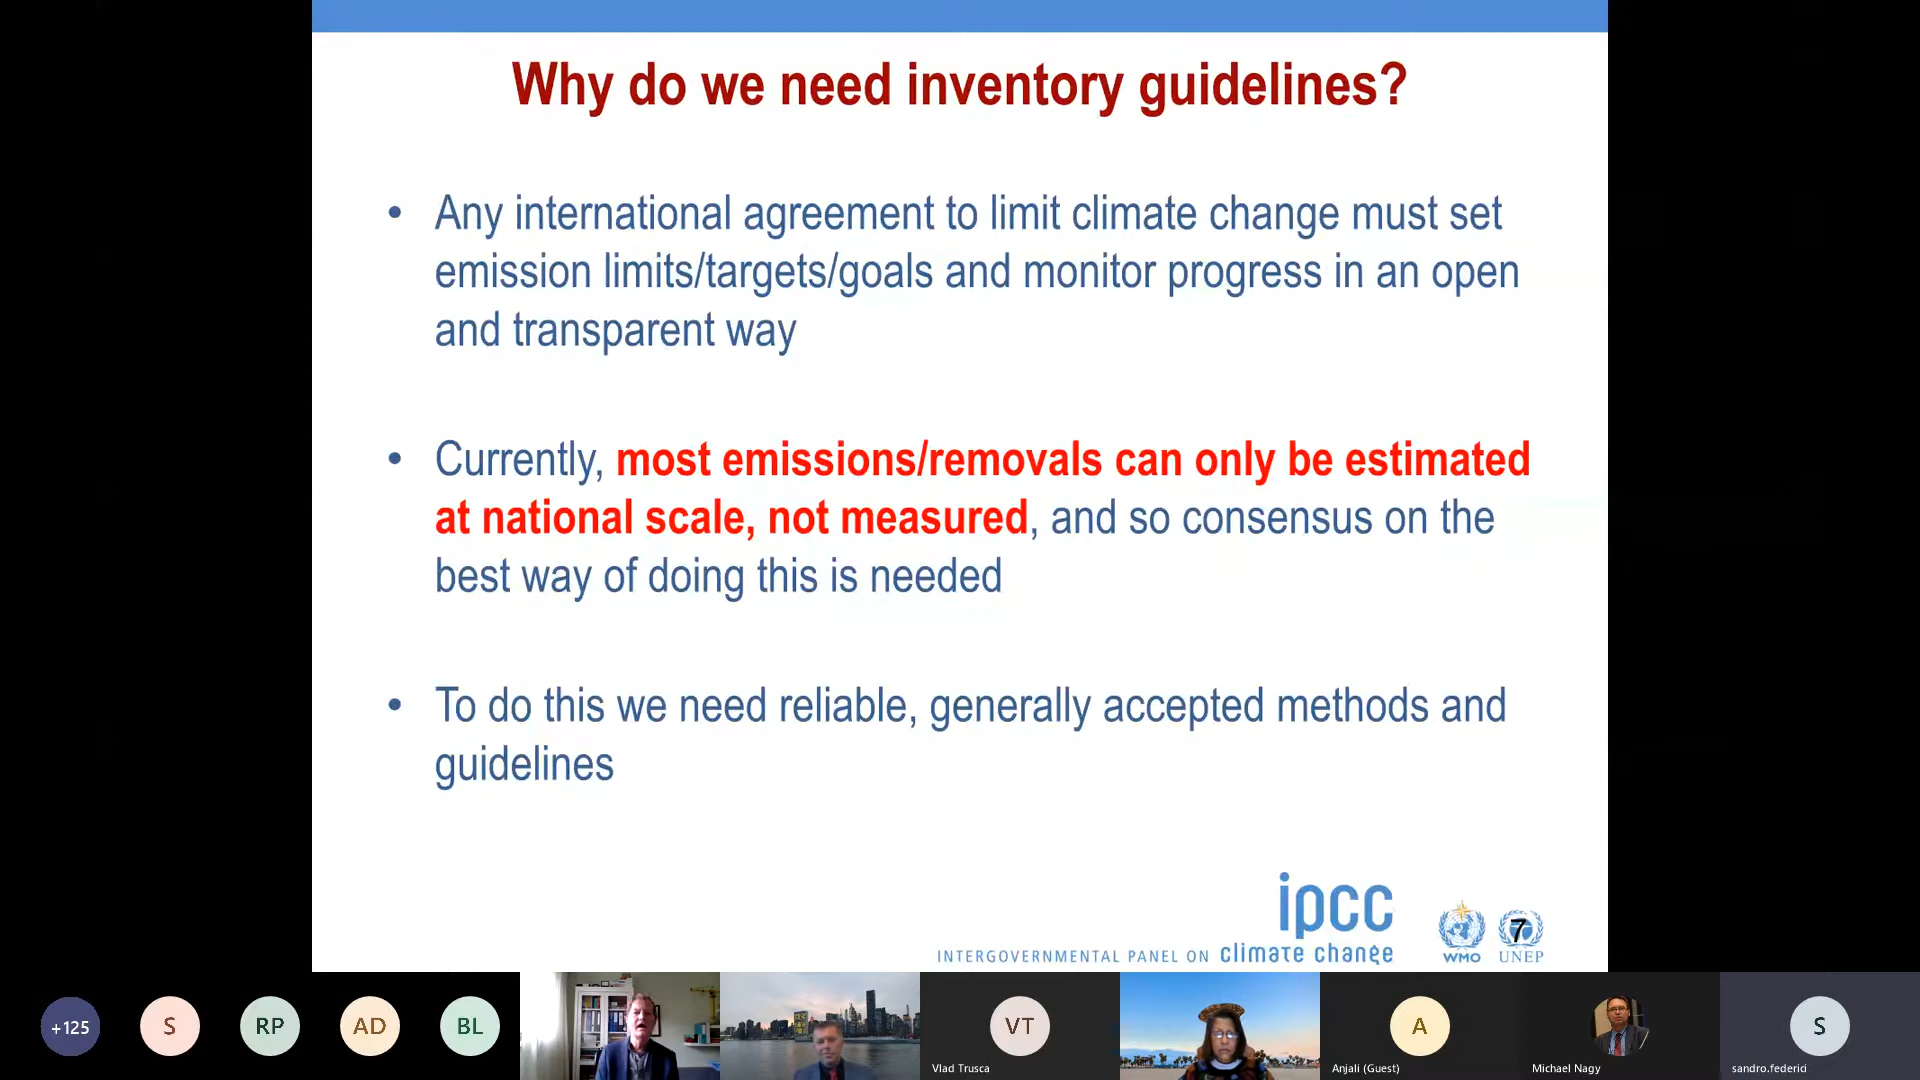 Why do we need inventory guidelines?
• Any international agreement to limit climate change must set
emission limits/targets/goals and monitor progress in an open
and transparent way
• Currently, most emissions/removals can only be estimated
at national scale, not measured, and so consensus on the
best way of doing this is needed
• To do this we need reliable, generally accepted methods and
guidelines
ipcc
INTERGOVERNMENTAL PANEL ON climate change
WMO
UNEP
7
+125
S
RP
AD
BL
VT
Vlad Trusca
A
Anjali (Guest)
Michael Nagy
S
sandro.federici